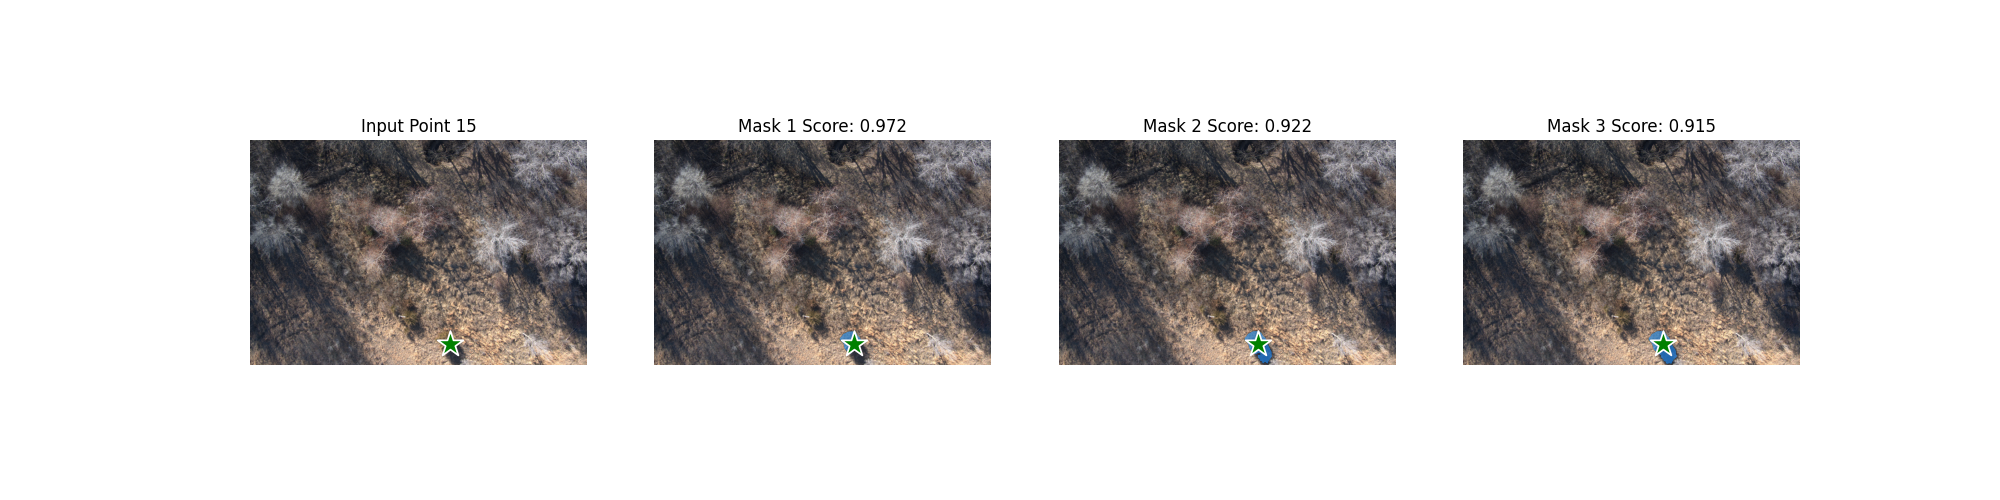 Input Point 15
Mask 1 Score: 0.972
Mask 2 Score: 0.922
Mask 3 Score: 0.915